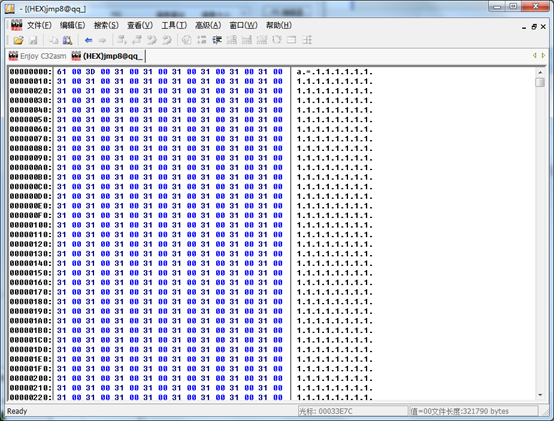 - [(HEX)jmp8@qq_]
文件(F) 编辑(E) 搜索(S) 查看(V) 工具(T) 高级(A) 窗口(W) 帮助(H)
Enjoy C32asm (HEX)jmp8@qq_
00000000: 61 00 3D 00 31 00 31 00 31 00 31 00 31 00 31 00 a.=.1.1.1.1.1.1.
00000010: 31 00 31 00 31 00 31 00 31 00 31 00 31 00 31 00 1.1.1.1.1.1.1.1.
00000020: 31 00 31 00 31 00 31 00 31 00 31 00 31 00 31 00 1.1.1.1.1.1.1.1.
00000030: 31 00 31 00 31 00 31 00 31 00 31 00 31 00 31 00 1.1.1.1.1.1.1.1.
00000040: 31 00 31 00 31 00 31 00 31 00 31 00 31 00 31 00 1.1.1.1.1.1.1.1.
00000050: 31 00 31 00 31 00 31 00 31 00 31 00 31 00 31 00 1.1.1.1.1.1.1.1.
00000060: 31 00 31 00 31 00 31 00 31 00 31 00 31 00 31 00 1.1.1.1.1.1.1.1.
00000070: 31 00 31 00 31 00 31 00 31 00 31 00 31 00 31 00 1.1.1.1.1.1.1.1.
00000080: 31 00 31 00 31 00 31 00 31 00 31 00 31 00 31 00 1.1.1.1.1.1.1.1.
00000090: 31 00 31 00 31 00 31 00 31 00 31 00 31 00 31 00 1.1.1.1.1.1.1.1.
000000A0: 31 00 31 00 31 00 31 00 31 00 31 00 31 00 31 00 1.1.1.1.1.1.1.1.
000000B0: 31 00 31 00 31 00 31 00 31 00 31 00 31 00 31 00 1.1.1.1.1.1.1.1.
000000C0: 31 00 31 00 31 00 31 00 31 00 31 00 31 00 31 00 1.1.1.1.1.1.1.1.
000000D0: 31 00 31 00 31 00 31 00 31 00 31 00 31 00 31 00 1.1.1.1.1.1.1.1.
000000E0: 31 00 31 00 31 00 31 00 31 00 31 00 31 00 31 00 1.1.1.1.1.1.1.1.
000000F0: 31 00 31 00 31 00 31 00 31 00 31 00 31 00 31 00 1.1.1.1.1.1.1.1.
00000100: 31 00 31 00 31 00 31 00 31 00 31 00 31 00 31 00 1.1.1.1.1.1.1.1.
00000110: 31 00 31 00 31 00 31 00 31 00 31 00 31 00 31 00 1.1.1.1.1.1.1.1.
00000120: 31 00 31 00 31 00 31 00 31 00 31 00 31 00 31 00 1.1.1.1.1.1.1.1.
00000130: 31 00 31 00 31 00 31 00 31 00 31 00 31 00 31 00 1.1.1.1.1.1.1.1.
00000140: 31 00 31 00 31 00 31 00 31 00 31 00 31 00 31 00 1.1.1.1.1.1.1.1.
00000150: 31 00 31 00 31 00 31 00 31 00 31 00 31 00 31 00 1.1.1.1.1.1.1.1.
00000160: 31 00 31 00 31 00 31 00 31 00 31 00 31 00 31 00 1.1.1.1.1.1.1.1.
00000170: 31 00 31 00 31 00 31 00 31 00 31 00 31 00 31 00 1.1.1.1.1.1.1.1.
00000180: 31 00 31 00 31 00 31 00 31 00 31 00 31 00 31 00 1.1.1.1.1.1.1.1.
00000190: 31 00 31 00 31 00 31 00 31 00 31 00 31 00 31 00 1.1.1.1.1.1.1.1.
000001A0: 31 00 31 00 31 00 31 00 31 00 31 00 31 00 31 00 1.1.1.1.1.1.1.1.
000001B0: 31 00 31 00 31 00 31 00 31 00 31 00 31 00 31 00 1.1.1.1.1.1.1.1.
000001C0: 31 00 31 00 31 00 31 00 31 00 31 00 31 00 31 00 1.1.1.1.1.1.1.1.
000001D0: 31 00 31 00 31 00 31 00 31 00 31 00 31 00 31 00 1.1.1.1.1.1.1.1.
000001E0: 31 00 31 00 31 00 31 00 31 00 31 00 31 00 31 00 1.1.1.1.1.1.1.1.
000001F0: 31 00 31 00 31 00 31 00 31 00 31 00 31 00 31 00 1.1.1.1.1.1.1.1.
00000200: 31 00 31 00 31 00 31 00 31 00 31 00 31 00 31 00 1.1.1.1.1.1.1.1.
00000210: 31 00 31 00 31 00 31 00 31 00 31 00 31 00 31 00 1.1.1.1.1.1.1.1.
00000220: 31 00 31 00 31 00 31 00 31 00 31 00 31 00 31 00 1.1.1.1.1.1.1.1.
Ready 光标: 00033E7C 值=00文件长度:321790 bytes